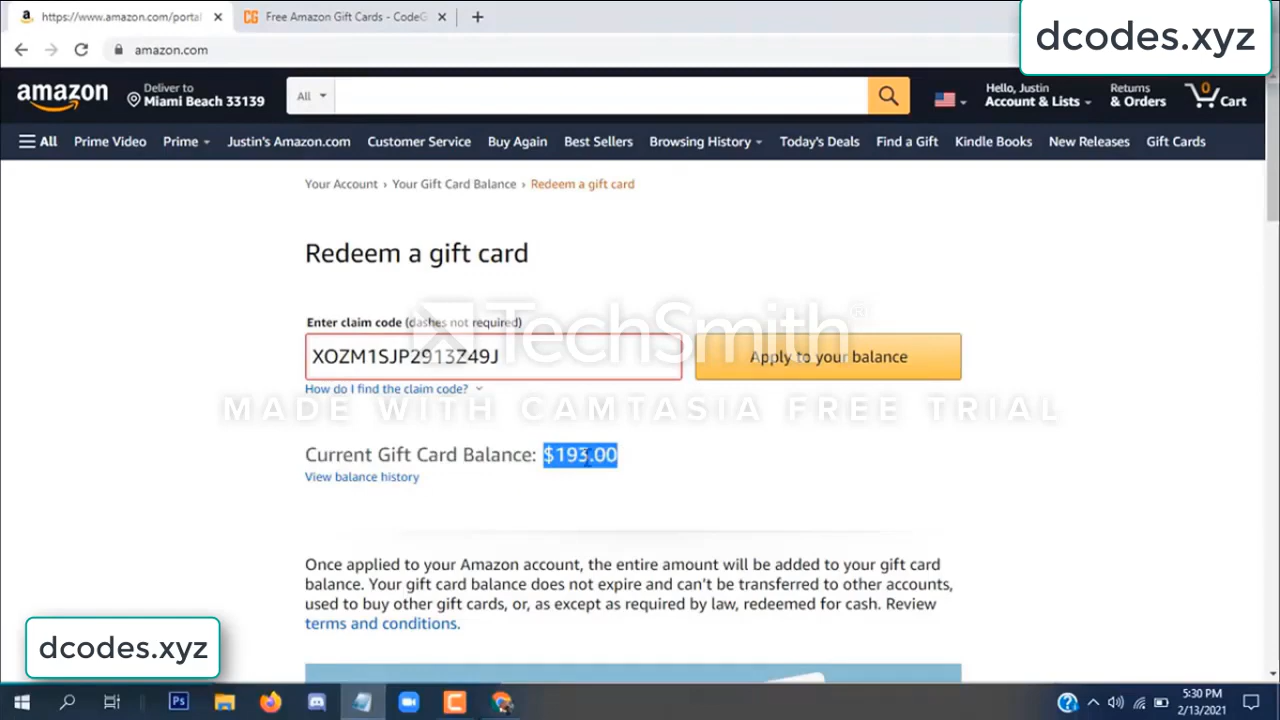 https://www.amazon.com/portal
Free Amazon Gift Cards - CodeG
dcodes.xyz
amazon.com
amazon
Deliver to
Miami Beach 33139
All
Hello, Justin
Account & Lists
Returns
& Orders
0
Cart
All Prime Video Prime Justin's Amazon.com Customer Service Buy Again Best Sellers Browsing History Today's Deals Find a Gift Kindle Books New Releases Gift Cards
Your Account › Your Gift Card Balance › Redeem a gift card
Redeem a gift card
Enter claim code (dashes not required)
TechSmith®
XOZM1SJP2913Z49J
Apply to your balance
How do I find the claim code?
MADE WITH CAMTASIA FREE TRIAL
Current Gift Card Balance: $193.00
View balance history
Once applied to your Amazon account, the entire amount will be added to your gift card
balance. Your gift card balance does not expire and can't be transferred to other accounts,
used to buy other gift cards, or, as except as required by law, redeemed for cash. Review
terms and conditions.
dcodes.xyz
Ps
5:30 PM
2/13/2021